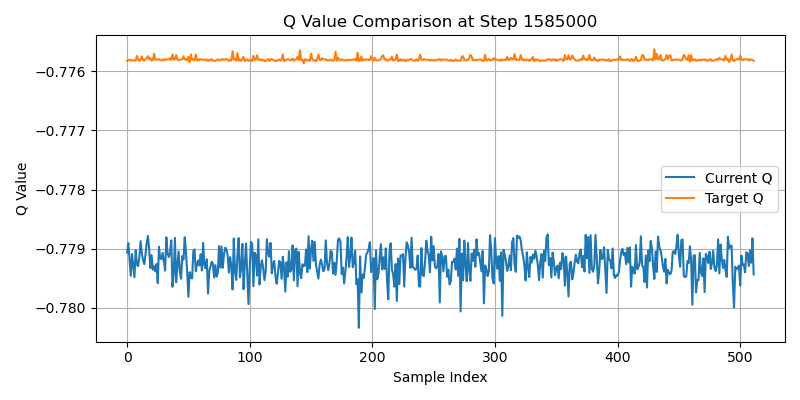 Q Value Comparison at Step 1585000
Q Value
−0.776
−0.777
−0.778
−0.779
−0.780
Current Q
Target Q
0
100
200
300
400
500
Sample Index